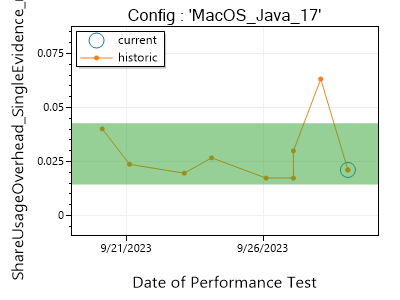 Config : 'MacOS_Java_17'
current
historic
0.075
0.05
0.025
0
9/21/2023
9/26/2023
Date of Performance Test
ShareUsageOverhead_SingleEvidence_